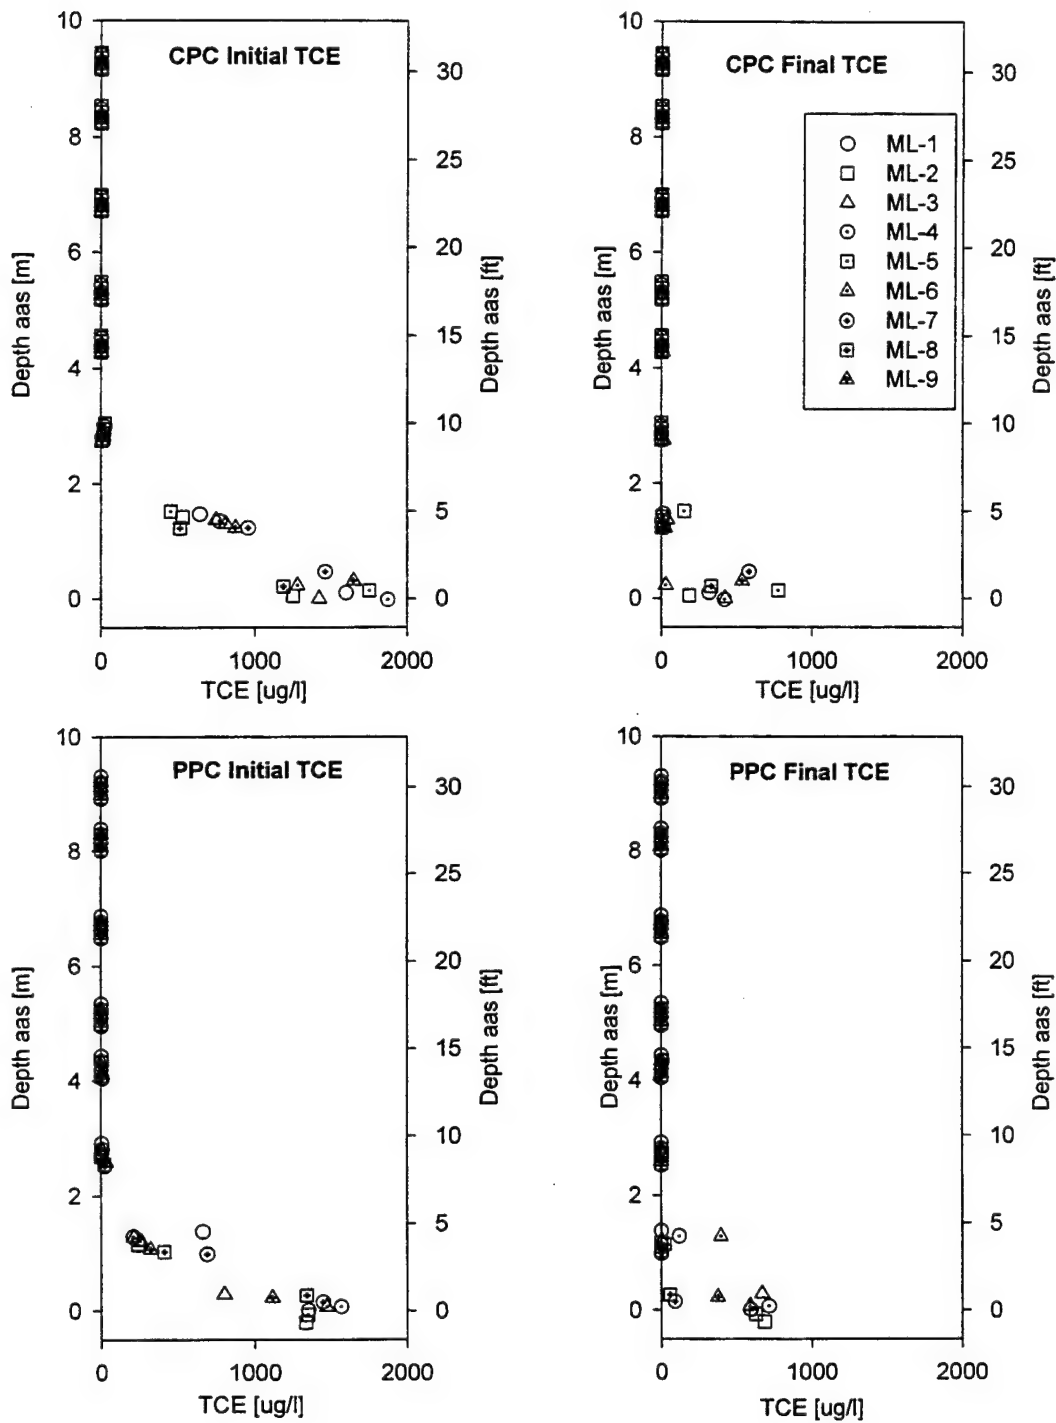 CPC Initial TCE
10
8
6
4
2
0
Depth aas [m]
30
25
20
15
10
5
0
Depth aas [ft]
0 1000 2000
TCE [ug/l]
CPC Final TCE
10
8
6
4
2
0
Depth aas [m]
30
25
20
15
10
5
0
Depth aas [ft]
0 1000 2000
TCE [ug/l]
ML-1
ML-2
ML-3
ML-4
ML-5
ML-6
ML-7
ML-8
ML-9
PPC Initial TCE
10
8
6
4
2
0
Depth aas [m]
30
25
20
15
10
5
0
Depth aas [ft]
0 1000 2000
TCE [ug/l]
PPC Final TCE
10
8
6
4
2
0
Depth aas [m]
30
25
20
15
10
5
0
Depth aas [ft]
0 1000 2000
TCE [ug/l]